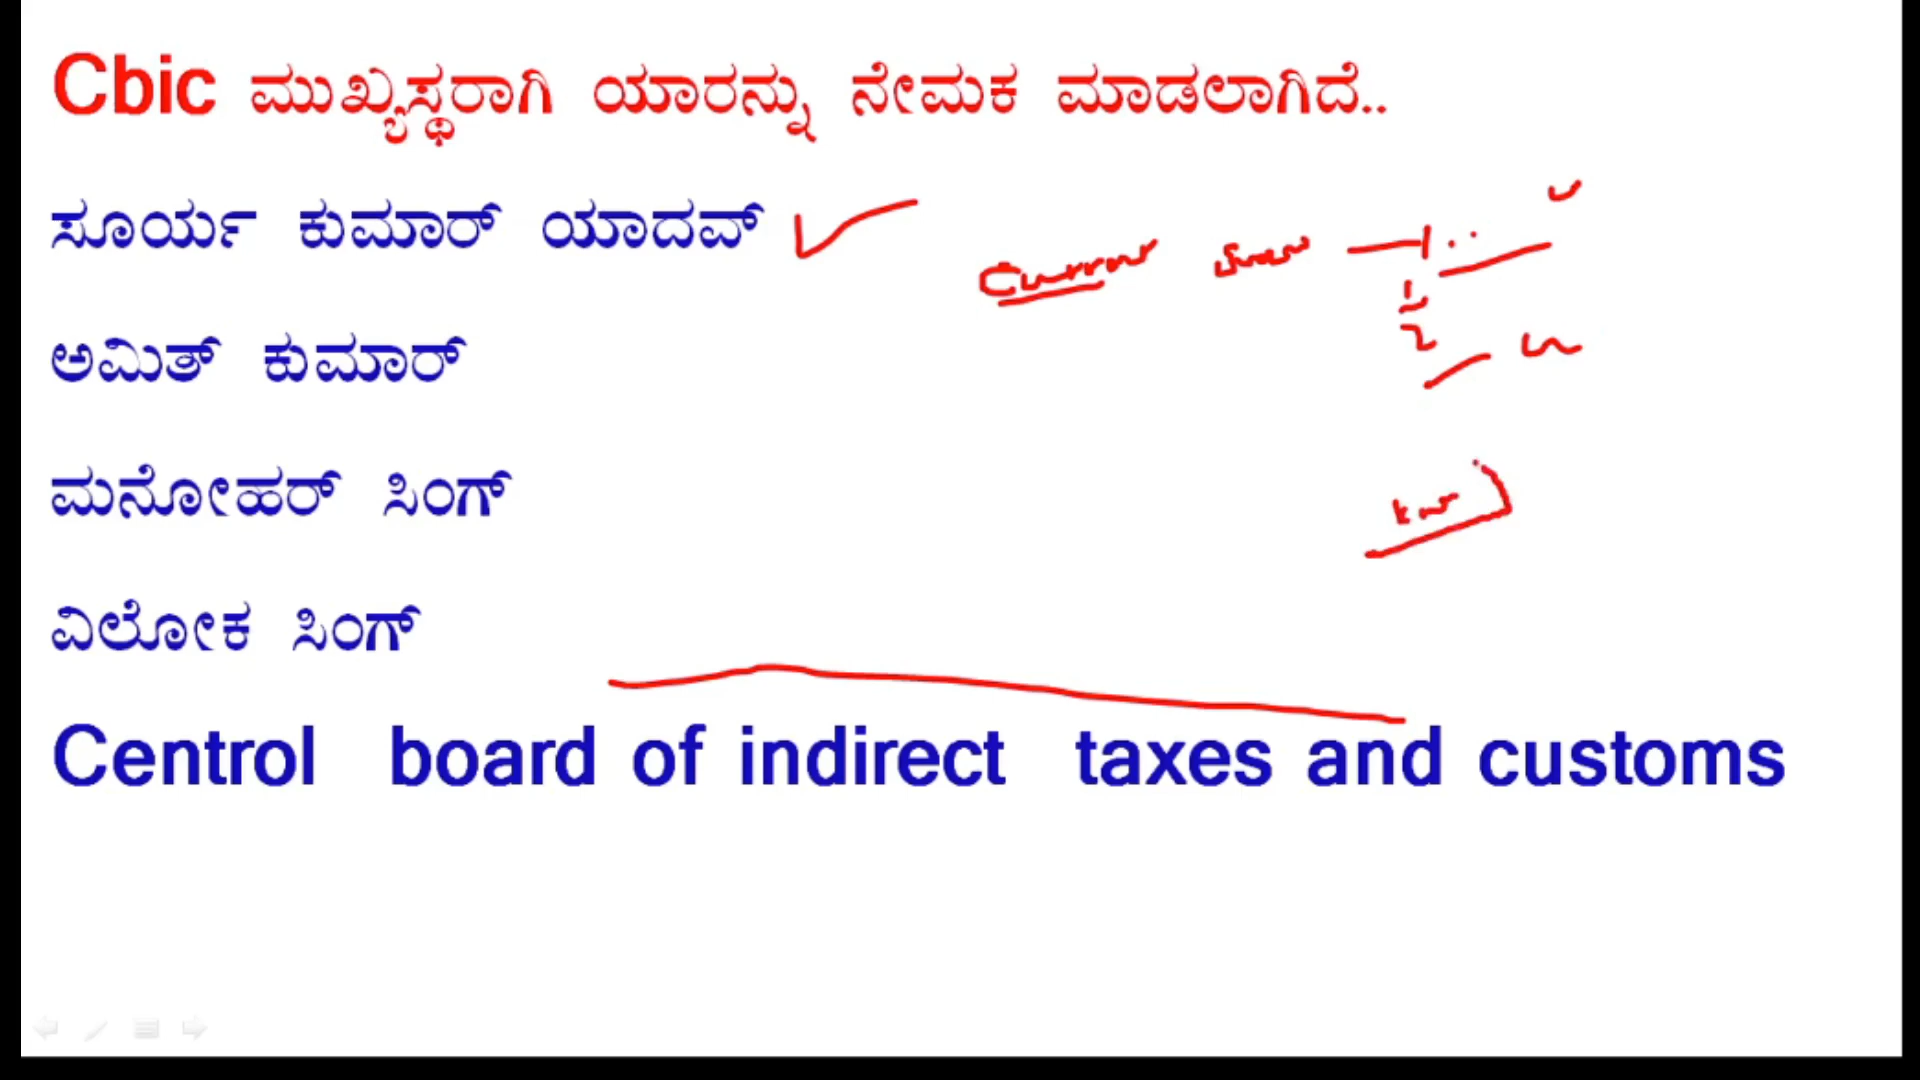 Cbic ಮುಖ್ಯಸ್ಥರಾಗಿ ಯಾರನ್ನು ನೇಮಕ ಮಾಡಲಾಗಿದೆ..
ಸೂರ್ಯ ಕುಮಾರ್ ಯಾದವ್
ಅಮಿತ್ ಕುಮಾರ್
ಮನೋಹರ್ ಸಿಂಗ್
ವಿಲೋಕ ಸಿಂಗ್
Centrol board of indirect taxes and customs